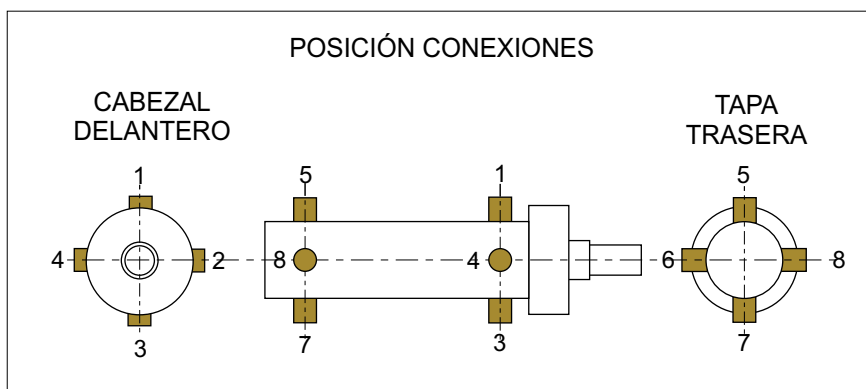 POSICIÓN CONEXIONES
CABEZAL
DELANTERO
TAPA
TRASERA
1
4
2
3
5
1
8
4
7
3
5
6
8
7